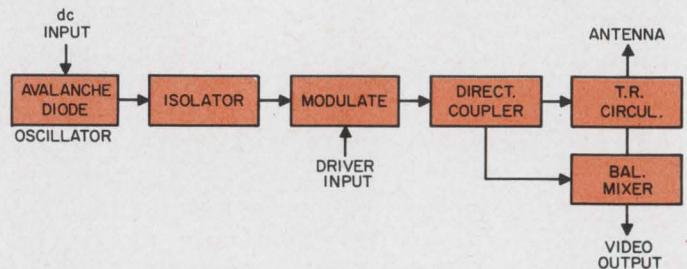 dc
INPUT
AVALANCHE
DIODE
OSCILLATOR
ISOLATOR
MODULATE
DRIVER
INPUT
DIRECT.
COUPLER
ANTENNA
T.R.
CIRCUL.
BAL.
MIXER
VIDEO
OUTPUT